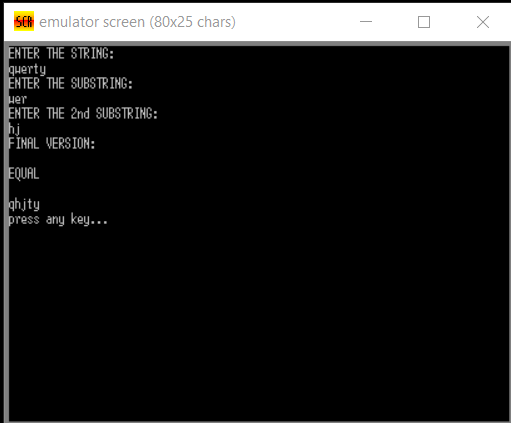 SCR emulator screen (80x25 chars)
ENTER THE STRING:
qwerty
ENTER THE SUBSTRING:
wer
ENTER THE 2nd SUBSTRING:
hj
FINAL VERSION:
EQUAL
qhjty
press any key...